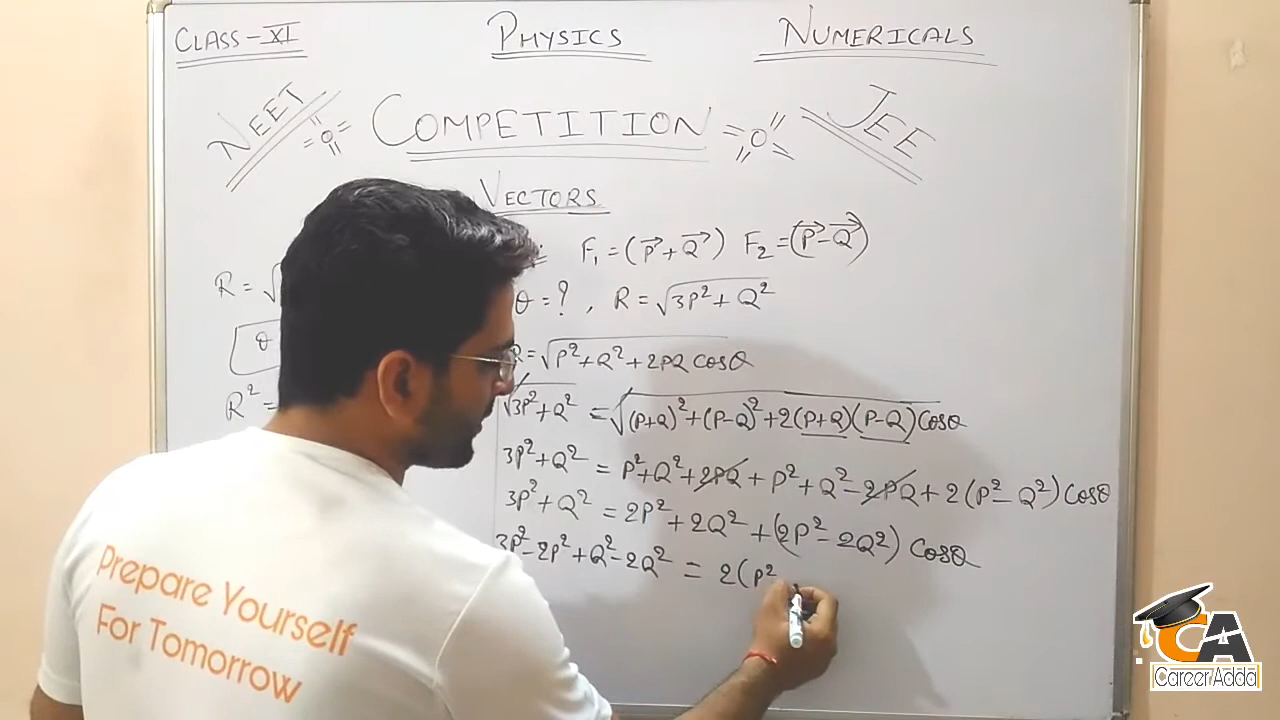 CLASS-XI PHYSICS NUMERICALS
NEET COMPETITION JEE
VECTORS
F₁ = (P⃗ + Q⃗) F₂ = (P⃗ - Q⃗)
R = √
θ = ? , R = √3P² + Q²
θ
R = √P² + Q² + 2PQ cosθ
R² =
√3P² + Q² = √(P+Q)² + (P-Q)² + 2(P+Q)(P-Q) Cosθ
3P² + Q² = P² + Q² + 2PQ + P² + Q² - 2PQ + 2(P² - Q²) Cosθ
3P² + Q² = 2P² + 2Q² + (2P² - 2Q²) Cosθ
3P² - 2P² + Q² - 2Q² = 2(P²
Prepare Yourself
For Tomorrow
CA
Career Adda